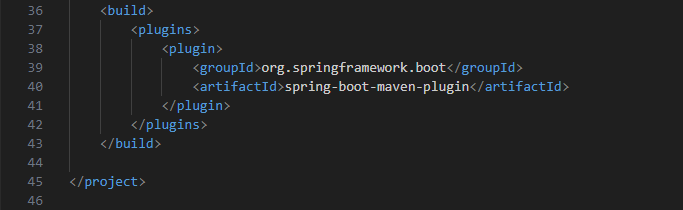 36 <build>
37 <plugins>
38 <plugin>
39 <groupId>org.springframework.boot</groupId>
40 <artifactId>spring-boot-maven-plugin</artifactId>
41 </plugin>
42 </plugins>
43 </build>
44
45 </project>
46